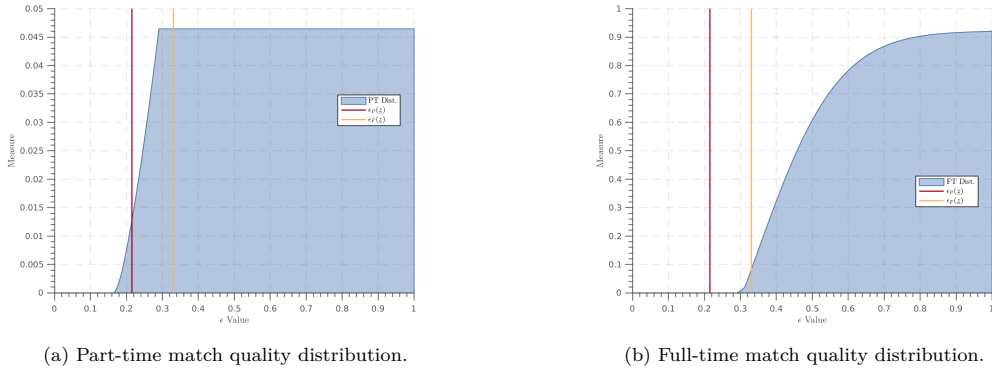 0.05
0.045
0.04
0.035
0.03
0.025
0.02
0.015
0.01
0.005
0
Measure
0 0.1 0.2 0.3 0.4 0.5 0.6 0.7 0.8 0.9 1
ϵ Value
PT Dist.
ϵ_P(z̲)
ϵ_F(z̲)
(a) Part-time match quality distribution.
1
0.9
0.8
0.7
0.6
0.5
0.4
0.3
0.2
0.1
0
Measure
0 0.1 0.2 0.3 0.4 0.5 0.6 0.7 0.8 0.9 1
ϵ Value
FT Dist.
ϵ_P(z̲)
ϵ_F(z̲)
(b) Full-time match quality distribution.